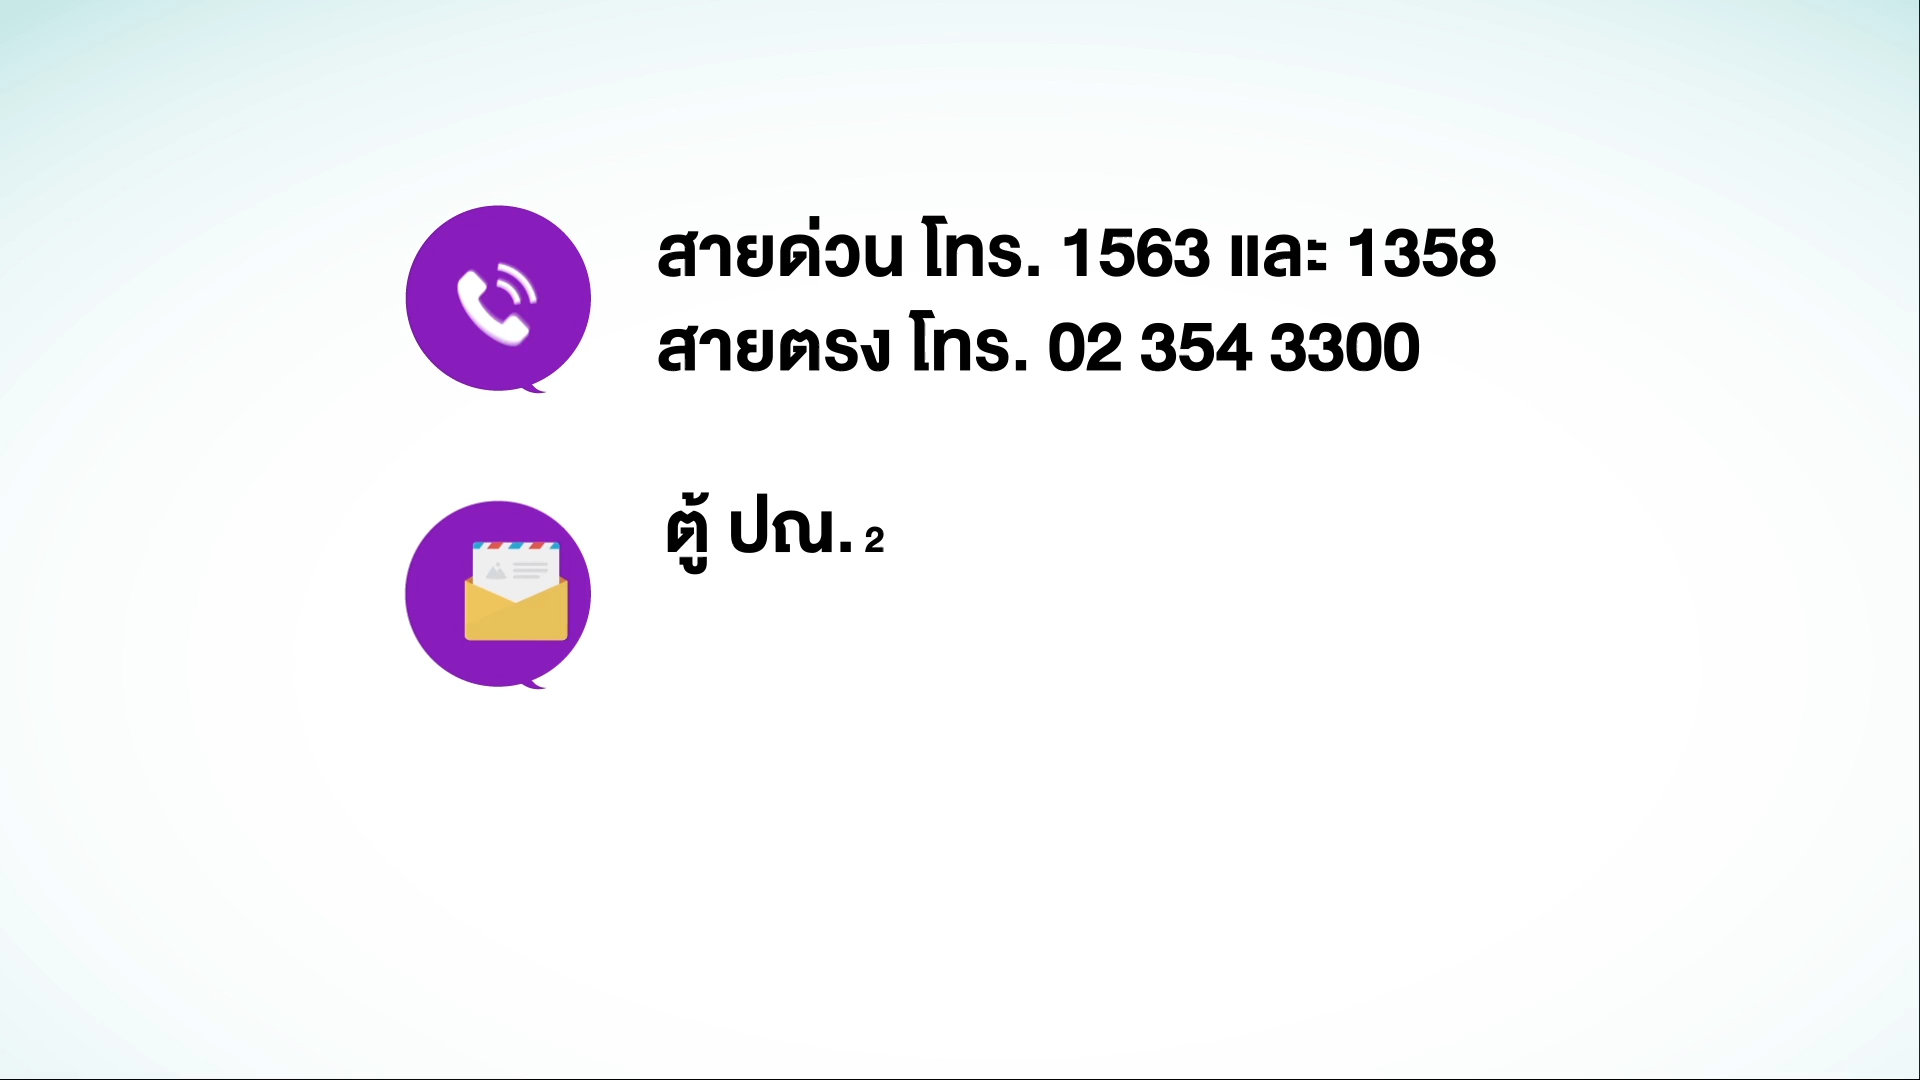 สายด่วน โทร. 1563 และ 1358
สายตรง โทร. 02 354 3300
ตู้ ปณ. 2